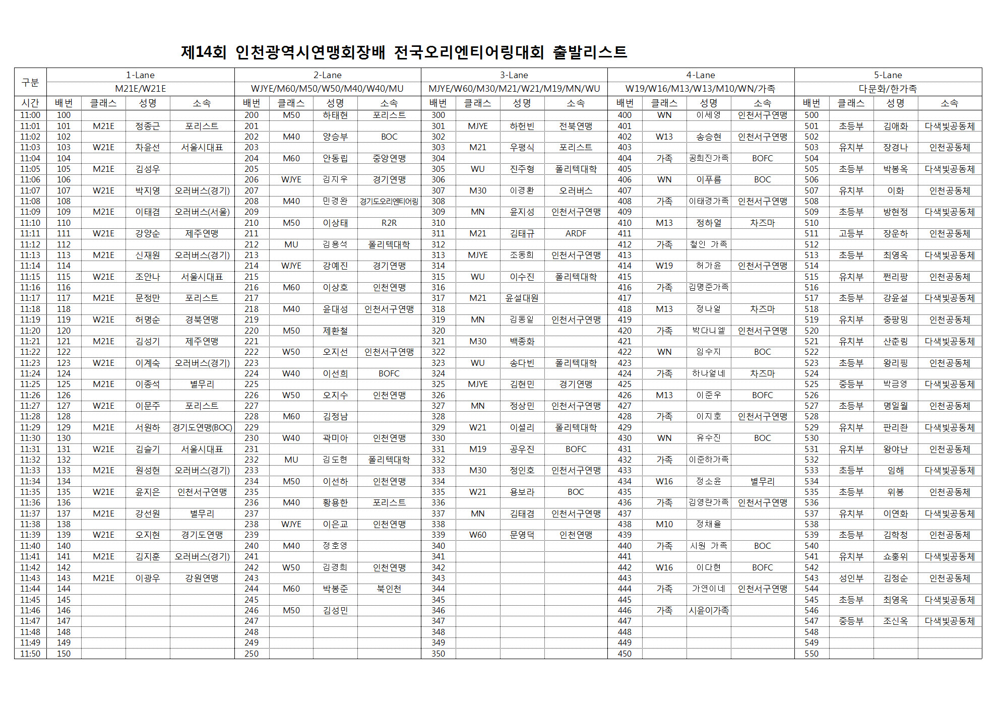 제14회 인천광역시연맹회장배 전국오리엔티어링대회 출발리스트
구분 1-Lane 2-Lane 3-Lane 4-Lane 5-Lane
M21E/W21E WJYE/M60/M50/W50/M40/W40/MU MJYE/W60/M30/M21/W21/M19/MN/WU W19/W16/M13/W13/M10/WN/가족 다문화/한가족
시간 배번 클래스 성명 소속 배번 클래스 성명 소속 배번 클래스 성명 소속 배번 클래스 성명 소속 배번 클래스 성명 소속
11:00 100 200 M50 하태현 포리스트 300 400 WN 이세영 인천서구연맹 500
11:01 101 M21E 정종근 포리스트 201 301 MJYE 하헌빈 전북연맹 401 501 초등부 김애화 다색빛공동체
11:02 102 202 M40 양승부 BOC 302 402 W13 송승현 인천서구연맹 502
11:03 103 W21E 차윤선 서울시대표 203 303 M21 우평식 포리스트 403 503 유치부 장경나 인천공동체
11:04 104 204 M60 안동립 중앙연맹 304 404 가족 공희진가족 BOFC 504
11:05 105 M21E 김성우 205 305 WU 진주형 폴리텍대학 405 505 초등부 박봉옥 다색빛공동체
11:06 106 206 WJYE 김지우 경기연맹 306 406 WN 이푸름 BOC 506
11:07 107 W21E 박지영 오러버스(경기) 207 307 M30 이경환 오러버스 407 507 유치부 이화 인천공동체
11:08 108 208 M40 민경완 경기도오리엔티어링 308 408 가족 이태경가족 인천서구연맹 508
11:09 109 M21E 이태겸 오러버스(서울) 209 309 MN 윤지성 인천서구연맹 409 509 초등부 방현정 다색빛공동체
11:10 110 210 M50 이상태 R2R 310 410 M13 정하얼 차즈마 510
11:11 111 W21E 강양순 제주연맹 211 311 M21 김태규 ARDF 411 511 고등부 장운하 인천공동체
11:12 112 212 MU 김용석 폴리텍대학 312 412 가족 철인 가족 512
11:13 113 M21E 신재원 오러버스(경기) 213 313 MJYE 조동희 인천서구연맹 413 513 초등부 최영옥 다색빛공동체
11:14 114 214 WJYE 강예진 경기연맹 314 414 W19 허가윤 인천서구연맹 514
11:15 115 W21E 조안나 서울시대표 215 315 WU 이수진 폴리텍대학 415 515 유치부 쩐리팡 인천공동체
11:16 116 216 M60 이상호 인천연맹 316 416 가족 김명준가족 516
11:17 117 M21E 문정만 포리스트 217 317 M21 윤설대원 417 517 초등부 강윤설 다색빛공동체
11:18 118 218 M40 윤대성 인천서구연맹 318 418 M13 정나얼 차즈마 518
11:19 119 W21E 허명순 경북연맹 219 319 MN 김동일 인천서구연맹 419 519 유치부 충팡밍 인천공동체
11:20 120 220 M50 제환철 320 420 가족 박다니엘 인천서구연맹 520
11:21 121 M21E 김성기 제주연맹 221 321 M30 백종화 421 521 유치부 산춘링 다색빛공동체
11:22 122 222 W50 오지선 인천서구연맹 322 422 WN 임수지 BOC 522
11:23 123 W21E 이계숙 오러버스(경기) 223 323 WU 송다빈 폴리텍대학 423 523 초등부 왕리핑 인천공동체
11:24 124 224 W40 이선희 BOFC 324 424 가족 하나얼네 차즈마 524
11:25 125 M21E 이종석 별무리 225 325 MJYE 김현민 경기연맹 425 525 중등부 박금영 다색빛공동체
11:26 126 226 W50 오지수 인천연맹 326 426 M13 이준우 BOFC 526
11:27 127 W21E 이문주 포리스트 227 327 MN 정상민 인천서구연맹 427 527 초등부 명일월 인천공동체
11:28 128 228 M60 김정남 328 428 가족 이지호 인천서구연맹 528
11:29 129 M21E 서원하 경기도연맹(BOC) 229 329 W21 이셜리 폴리텍대학 429 529 유치부 판리좐 다색빛공동체
11:30 130 230 W40 곽미아 인천연맹 330 430 WN 유수진 BOC 530
11:31 131 W21E 김슬기 서울시대표 231 331 M19 공우진 BOFC 431 531 유치부 왕야난 인천공동체
11:32 132 232 MU 김도현 폴리텍대학 332 432 가족 이준하가족 532
11:33 133 M21E 원성현 오러버스(경기) 233 333 M30 정인호 인천서구연맹 433 533 초등부 임해 다색빛공동체
11:34 134 234 M50 이선하 인천연맹 334 434 W16 정소윤 별무리 534
11:35 135 W21E 윤지은 인천서구연맹 235 335 W21 용보라 BOC 435 535 초등부 위봉 인천공동체
11:36 136 236 M40 황용한 포리스트 336 436 가족 김영란가족 인천서구연맹 536
11:37 137 M21E 강선원 별무리 237 337 MN 김태겸 인천서구연맹 437 537 유치부 이연화 다색빛공동체
11:38 138 238 WJYE 이은교 인천연맹 338 438 M10 정채율 538
11:39 139 W21E 오지현 경기도연맹 239 339 W60 문영덕 인천연맹 439 539 초등부 김학청 인천공동체
11:40 140 240 M40 정호영 340 440 가족 시원 가족 BOC 540
11:41 141 M21E 김지훈 오러버스(경기) 241 341 441 541 유치부 쇼홍위 다색빛공동체
11:42 142 242 W50 김경희 인천연맹 342 442 W16 이다현 BOFC 542
11:43 143 M21E 이광우 강원연맹 243 343 443 543 성인부 김정순 인천공동체
11:44 144 244 M60 박봉준 북인천 344 444 가족 가연이네 인천서구연맹 544
11:45 145 245 345 445 545 초등부 최영옥 다색빛공동체
11:46 146 246 M50 김성민 346 446 가족 시윤이가족 546
11:47 147 247 347 447 547 중등부 조신옥 다색빛공동체
11:48 148 248 348 448 548
11:49 149 249 349 449 549
11:50 150 250 350 450 550